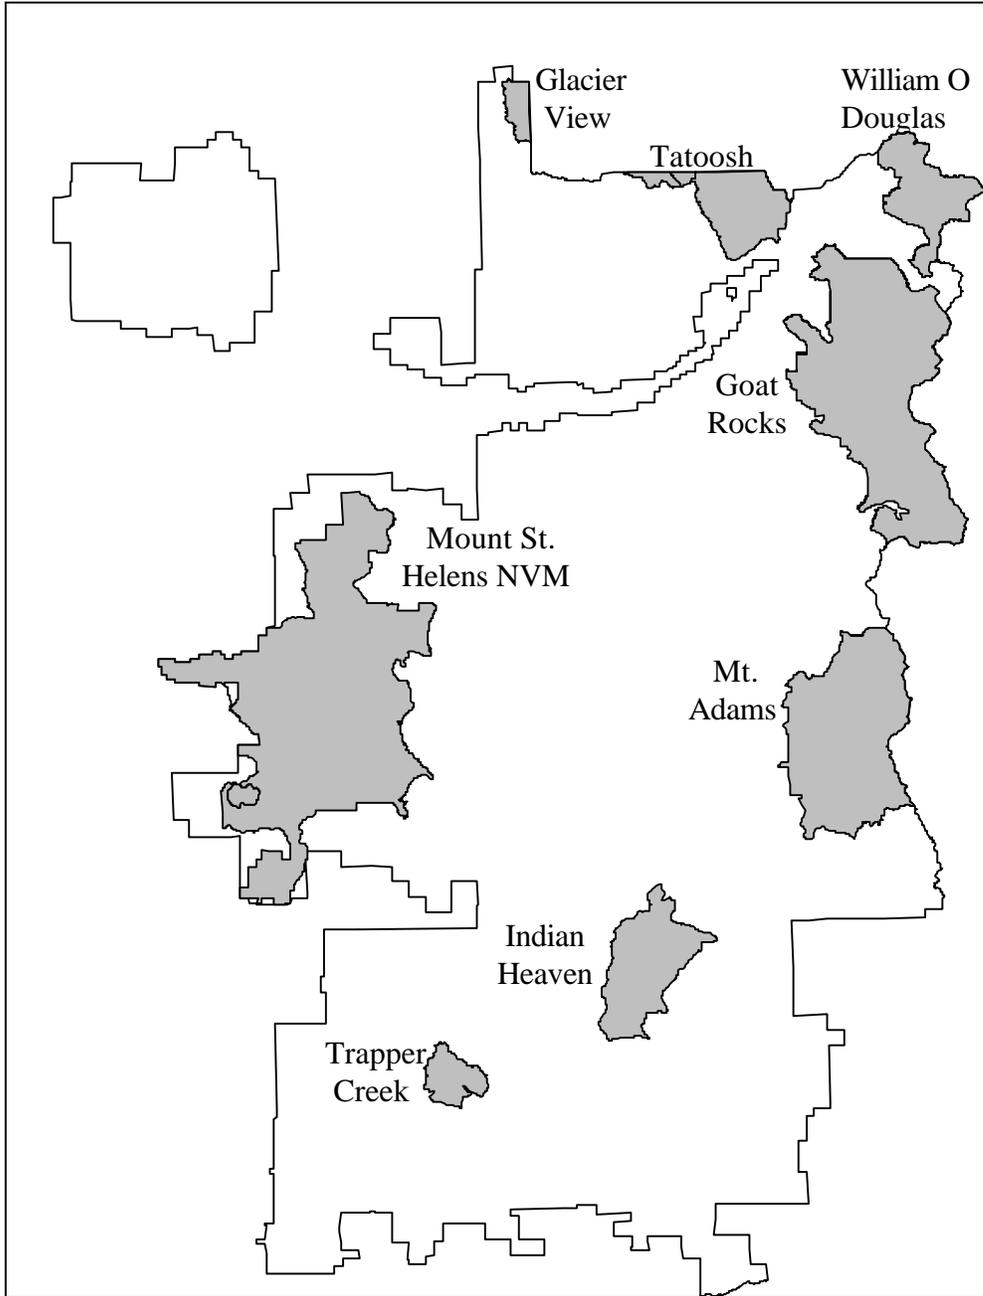 Glacier
View
William O
Douglas
Tatoosh
Goat
Rocks
Mount St.
Helens NVM
Mt.
Adams
Indian
Heaven
Trapper
Creek